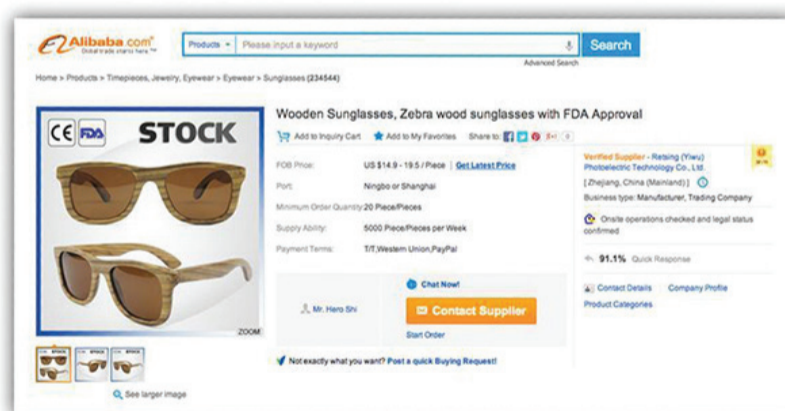 Alibaba.com
Global trade starts here.™
Products
Please input a keyword
Search
Advanced Search
Home > Products > Timepieces, Jewelry, Eyewear > Eyewear > Sunglasses (234544)
CE FDA STOCK
ZOOM
STOCK STOCK STOCK
See larger image
Wooden Sunglasses, Zebra wood sunglasses with FDA Approval
Add to Inquiry Cart Add to My Favorites Share to: 0
FOB Price: US $14.9 - 19.5 / Piece | Get Latest Price
Port: Ningbo or Shanghai
Minimum Order Quantity: 20 Piece/Pieces
Supply Ability: 5000 Piece/Pieces per Week
Payment Terms: T/T,Western Union,PayPal
Mr. Hero Shi
Chat Now!
Contact Supplier
Start Order
Not exactly what you want? Post a quick Buying Request!
Verified Supplier - Retsing (Yiwu)
Photoelectric Technology Co., Ltd.
[ Zhejiang, China (Mainland) ]
Business type: Manufacturer, Trading Company
Onsite operations checked and legal status
confirmed
91.1% Quick Response
Contact Details Company Profile
Product Categories